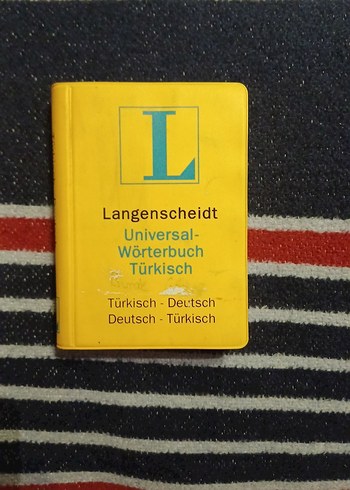 L
Langenscheidt
Universal-
Wörterbuch
Türkisch
Türkisch - Deutsch
Deutsch - Türkisch